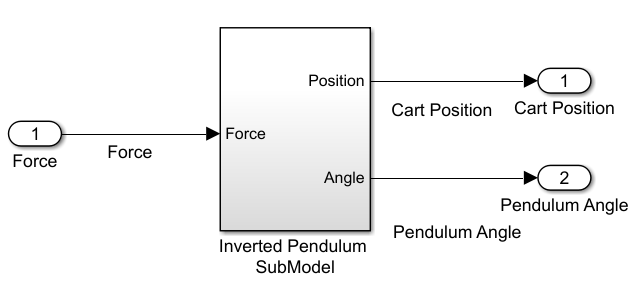 Position
1
Cart Position
Cart Position
1
Force
Force
Force
Angle
2
Pendulum Angle
Pendulum Angle
Inverted Pendulum
SubModel